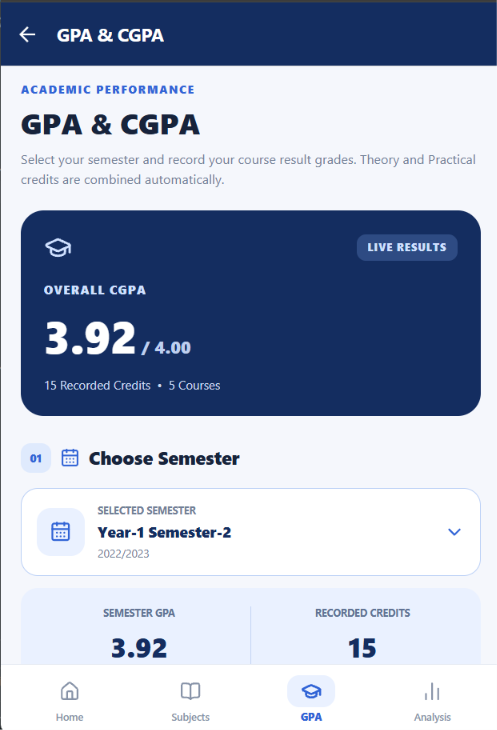 GPA & CGPA
ACADEMIC PERFORMANCE
GPA & CGPA
Select your semester and record your course result grades. Theory and Practical
credits are combined automatically.
LIVE RESULTS
OVERALL CGPA
3.92 / 4.00
15 Recorded Credits • 5 Courses
01 Choose Semester
SELECTED SEMESTER
Year-1 Semester-2
2022/2023
SEMESTER GPA RECORDED CREDITS
3.92 15
Home Subjects GPA Analysis